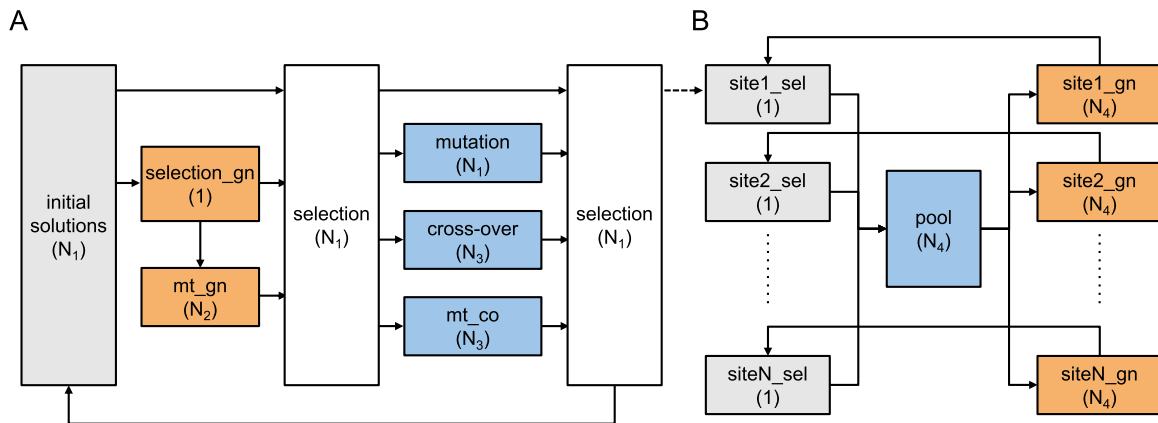 A
initial
solutions
(N₁)
selection_gn
(1)
mt_gn
(N₂)
selection
(N₁)
mutation
(N₁)
cross-over
(N₃)
mt_co
(N₃)
selection
(N₁)
B
site1_sel
(1)
site2_sel
(1)
siteN_sel
(1)
pool
(N₄)
site1_gn
(N₄)
site2_gn
(N₄)
siteN_gn
(N₄)